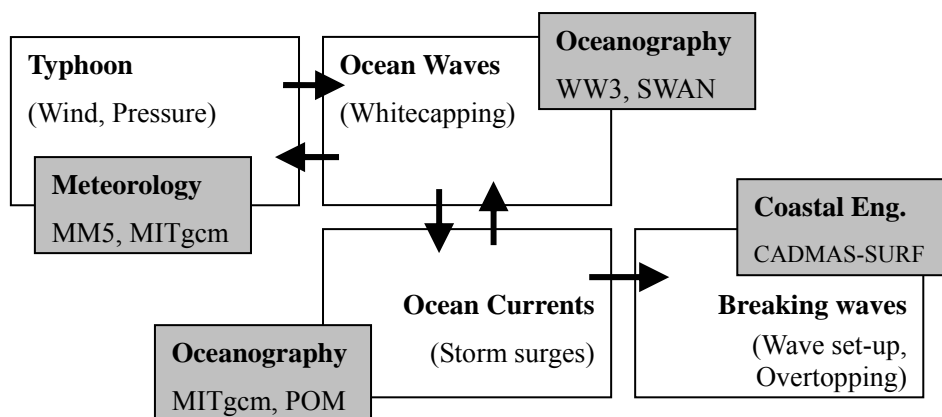 Typhoon
(Wind, Pressure)
Meteorology
MM5, MITgcm
Ocean Waves
(Whitecapping)
Oceanography
WW3, SWAN
Ocean Currents
(Storm surges)
Oceanography
MITgcm, POM
Coastal Eng.
CADMAS-SURF
Breaking waves
(Wave set-up,
Overtopping)